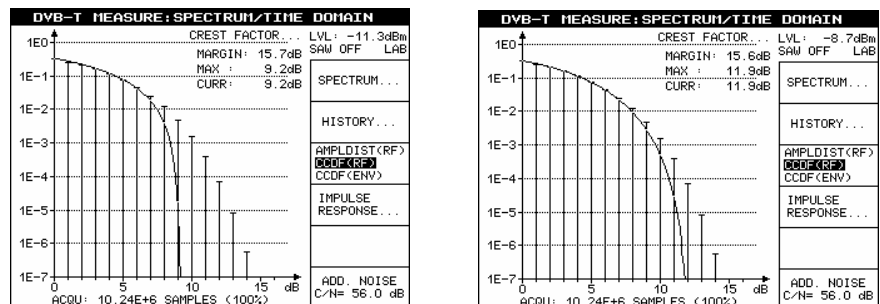 DVB-T MEASURE:SPECTRUM/TIME DOMAIN
CREST FACTOR...
LVL: -11.3dBm
SAW OFF LAB
MARGIN: 15.7dB
MAX : 9.2dB
CURR: 9.2dB
1E0
1E-1
1E-2
1E-3
1E-4
1E-5
1E-6
1E-7
0 5 10 15 dB
ACQU: 10.24E+6 SAMPLES (100%)
SPECTRUM...
HISTORY...
AMPLDIST(RF)
CCDF(RF)
CCDF(ENV)
IMPULSE
RESPONSE...
ADD. NOISE
C/N= 56.0 dB
DVB-T MEASURE:SPECTRUM/TIME DOMAIN
CREST FACTOR...
LVL: -8.7dBm
SAW OFF LAB
MARGIN: 15.6dB
MAX : 11.9dB
CURR: 11.9dB
1E0
1E-1
1E-2
1E-3
1E-4
1E-5
1E-6
1E-7
0 5 10 15 dB
ACQU: 10.24E+6 SAMPLES (100%)
SPECTRUM...
HISTORY...
AMPLDIST(RF)
CCDF(RF)
CCDF(ENV)
IMPULSE
RESPONSE...
ADD. NOISE
C/N= 56.0 dB